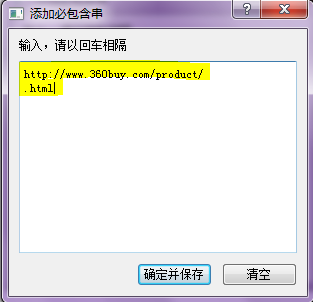 添加必包含串
输入，请以回车相隔
http://www.360buy.com/product/
.html
确定并保存
清空